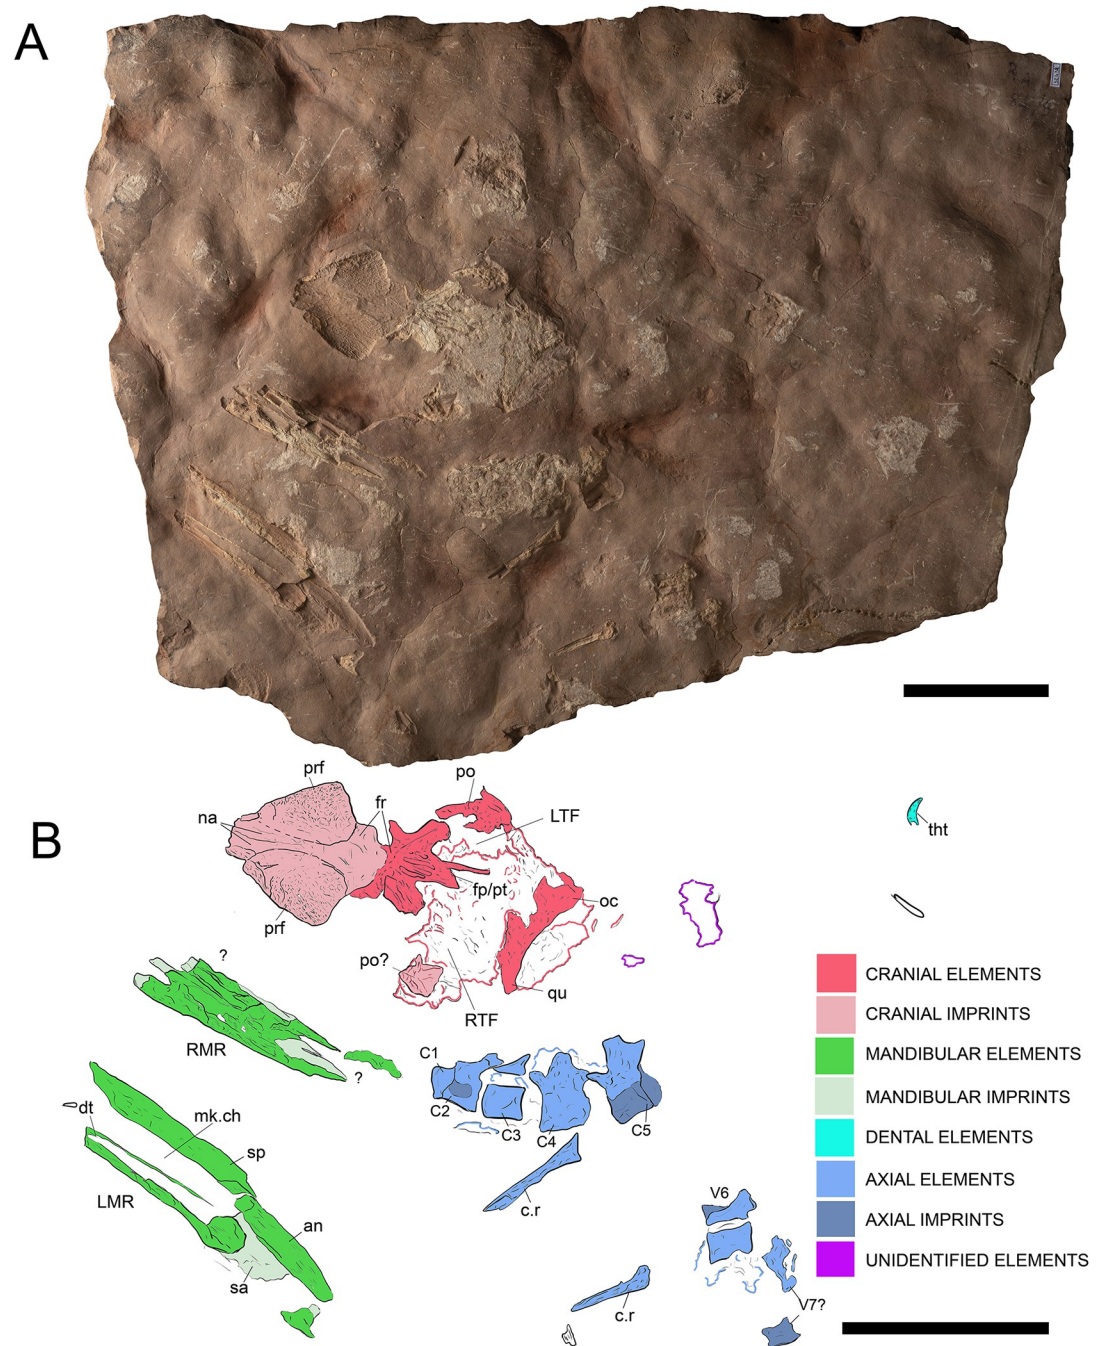 A
B
prf
po
na
fr
LTF
tht
fp/pt
oc
prf
po?
?
qu
RTF
RMR
C1
?
C2
C3
C4
C5
dt
mk.ch
sp
LMR
c.r
V6
an
sa
c.r
V7?
CRANIAL ELEMENTS
CRANIAL IMPRINTS
MANDIBULAR ELEMENTS
MANDIBULAR IMPRINTS
DENTAL ELEMENTS
AXIAL ELEMENTS
AXIAL IMPRINTS
UNIDENTIFIED ELEMENTS